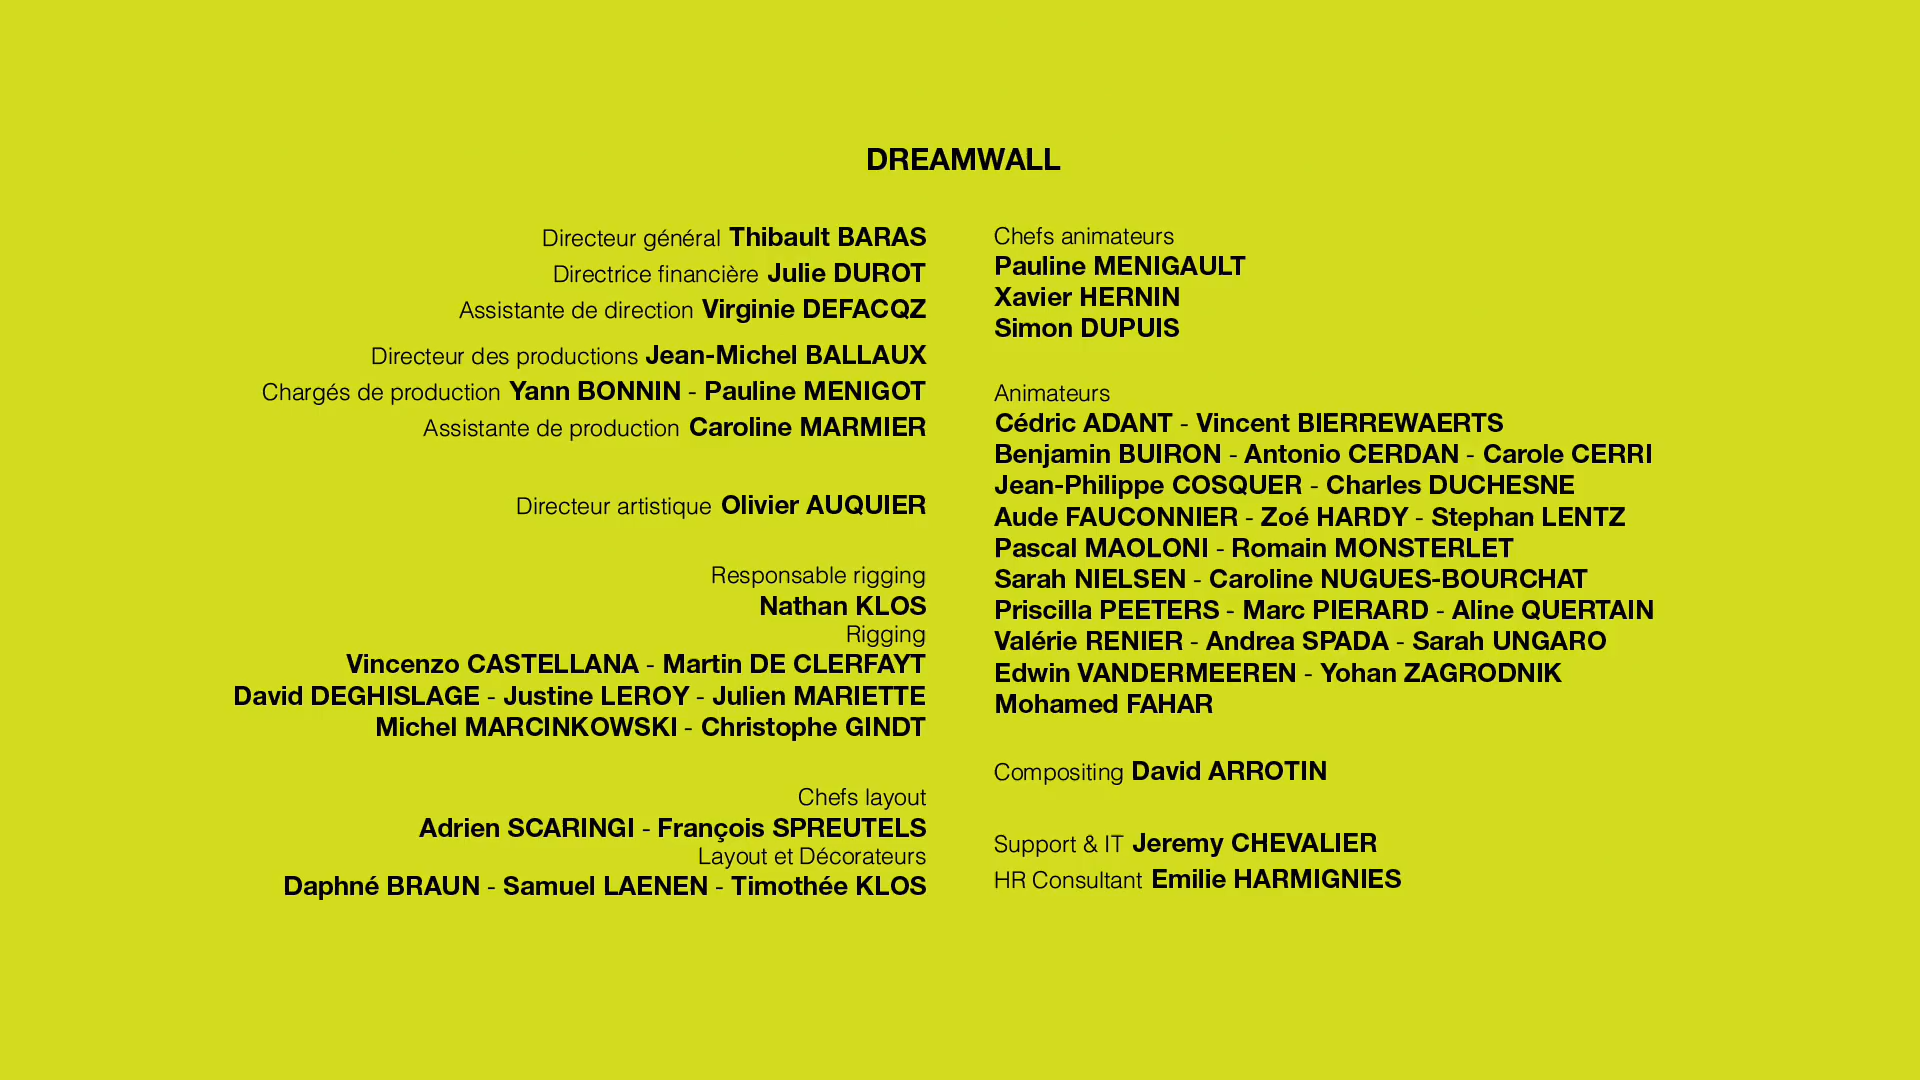 DREAMWALL
Directeur général Thibault BARAS
Directrice financière Julie DUROT
Assistante de direction Virginie DEFACQZ
Directeur des productions Jean-Michel BALLAUX
Chargés de production Yann BONNIN - Pauline MENIGOT
Assistante de production Caroline MARMIER
Directeur artistique Olivier AUQUIER
Responsable rigging
Nathan KLOS
Rigging
Vincenzo CASTELLANA - Martin DE CLERFAYT
David DEGHISLAGE - Justine LEROY - Julien MARIETTE
Michel MARCINKOWSKI - Christophe GINDT
Chefs layout
Adrien SCARINGI - François SPREUTELS
Layout et Décorateurs
Daphné BRAUN - Samuel LAENEN - Timothée KLOS
Chefs animateurs
Pauline MENIGAULT
Xavier HERNIN
Simon DUPUIS
Animateurs
Cédric ADANT - Vincent BIERREWAERTS
Benjamin BUIRON - Antonio CERDAN - Carole CERRI
Jean-Philippe COSQUER - Charles DUCHESNE
Aude FAUCONNIER - Zoé HARDY - Stephan LENTZ
Pascal MAOLONI - Romain MONSTERLET
Sarah NIELSEN - Caroline NUGUES-BOURCHAT
Priscilla PEETERS - Marc PIERARD - Aline QUERTAIN
Valérie RENIER - Andrea SPADA - Sarah UNGARO
Edwin VANDERMEEREN - Yohan ZAGRODNIK
Mohamed FAHAR
Compositing David ARROTIN
Support & IT Jeremy CHEVALIER
HR Consultant Emilie HARMIGNIES